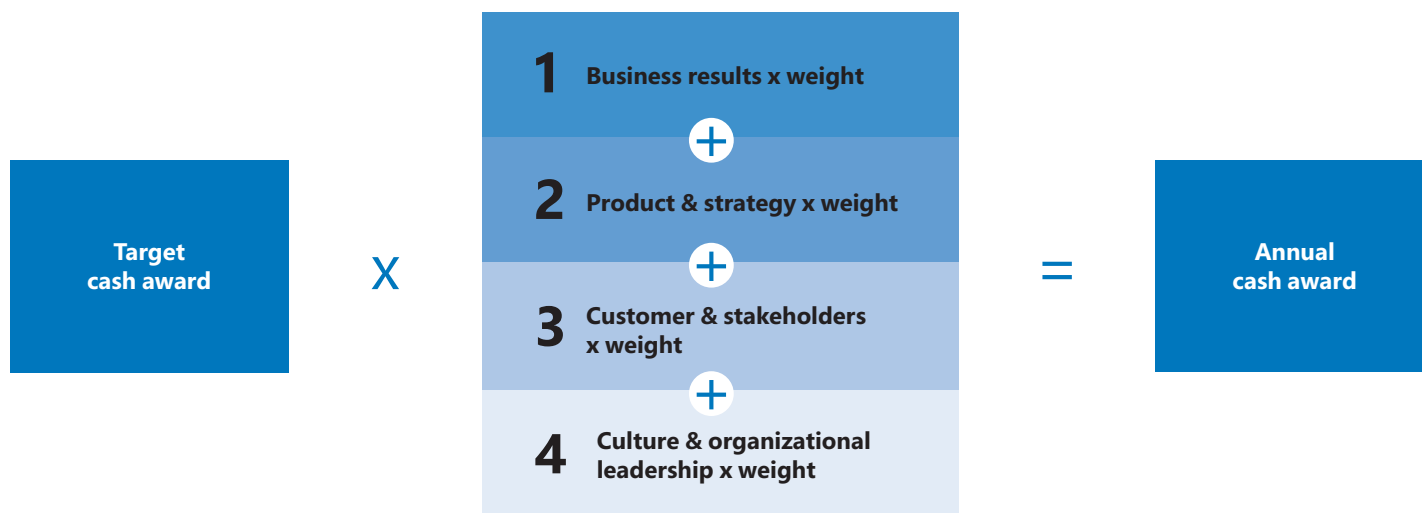 Target
cash award
x
1 Business results x weight
+
2 Product & strategy x weight
+
3 Customer & stakeholders
x weight
+
4 Culture & organizational
leadership x weight
=
Annual
cash award